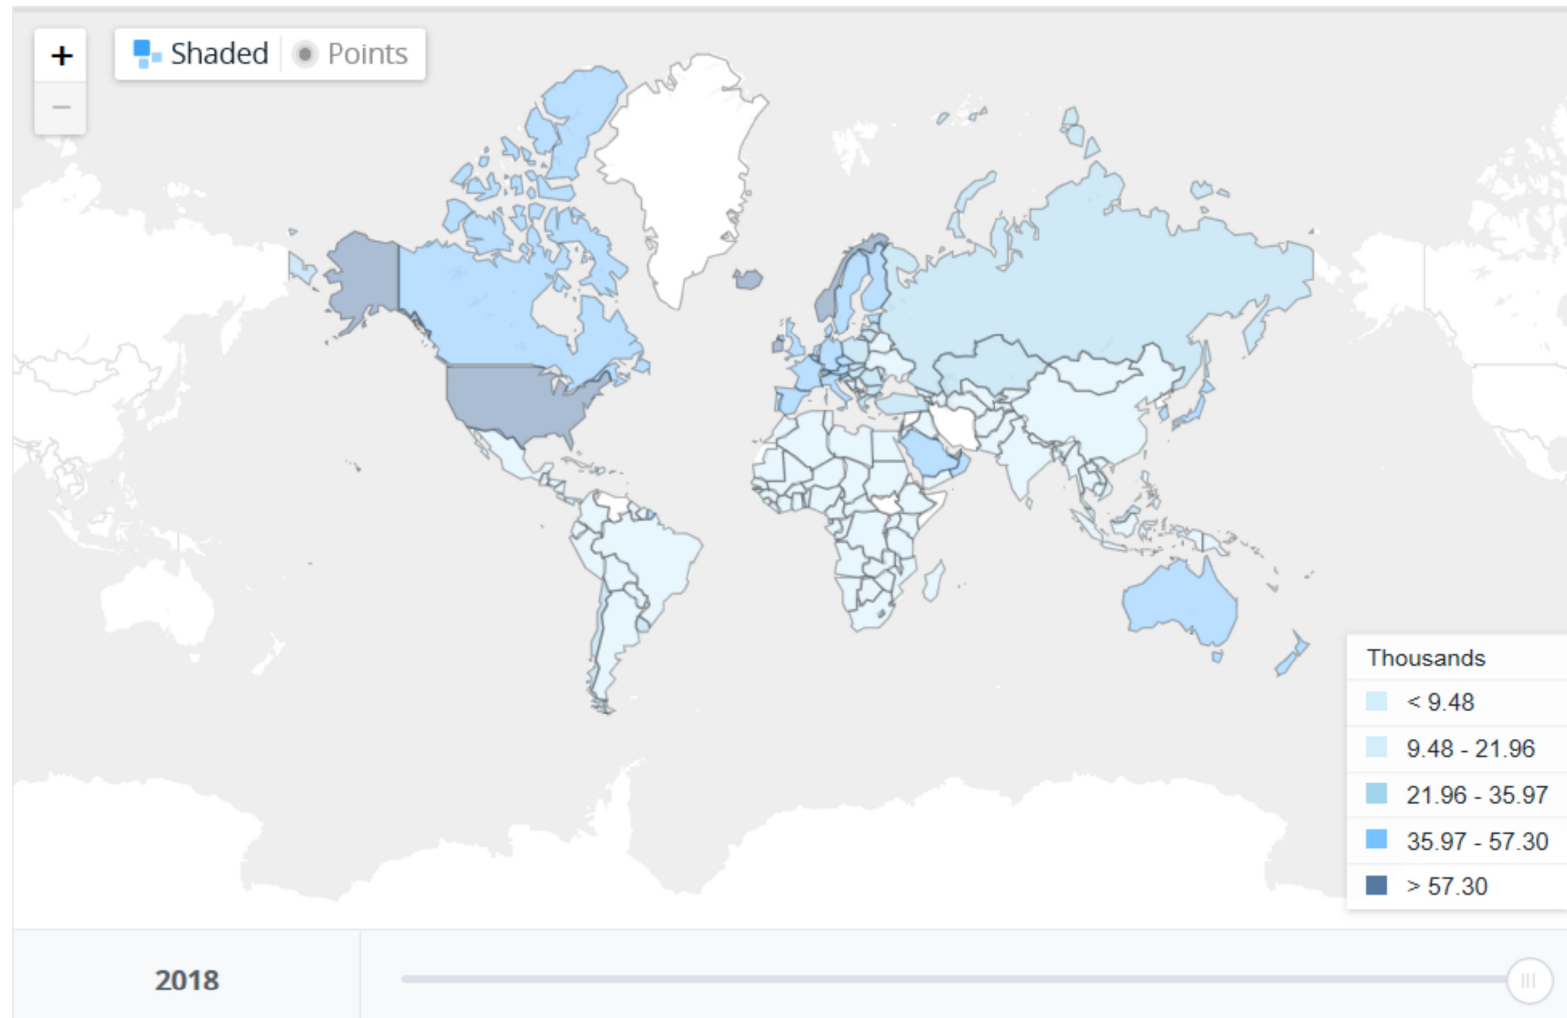 +
Shaded Points
−
Thousands
< 9.48
9.48 - 21.96
21.96 - 35.97
35.97 - 57.30
> 57.30
2018